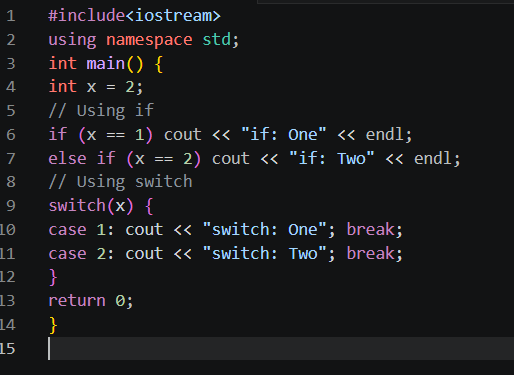 1 #include<iostream>
2 using namespace std;
3 int main() {
4 int x = 2;
5 // Using if
6 if (x == 1) cout << "if: One" << endl;
7 else if (x == 2) cout << "if: Two" << endl;
8 // Using switch
9 switch(x) {
10 case 1: cout << "switch: One"; break;
11 case 2: cout << "switch: Two"; break;
12 }
13 return 0;
14 }
15